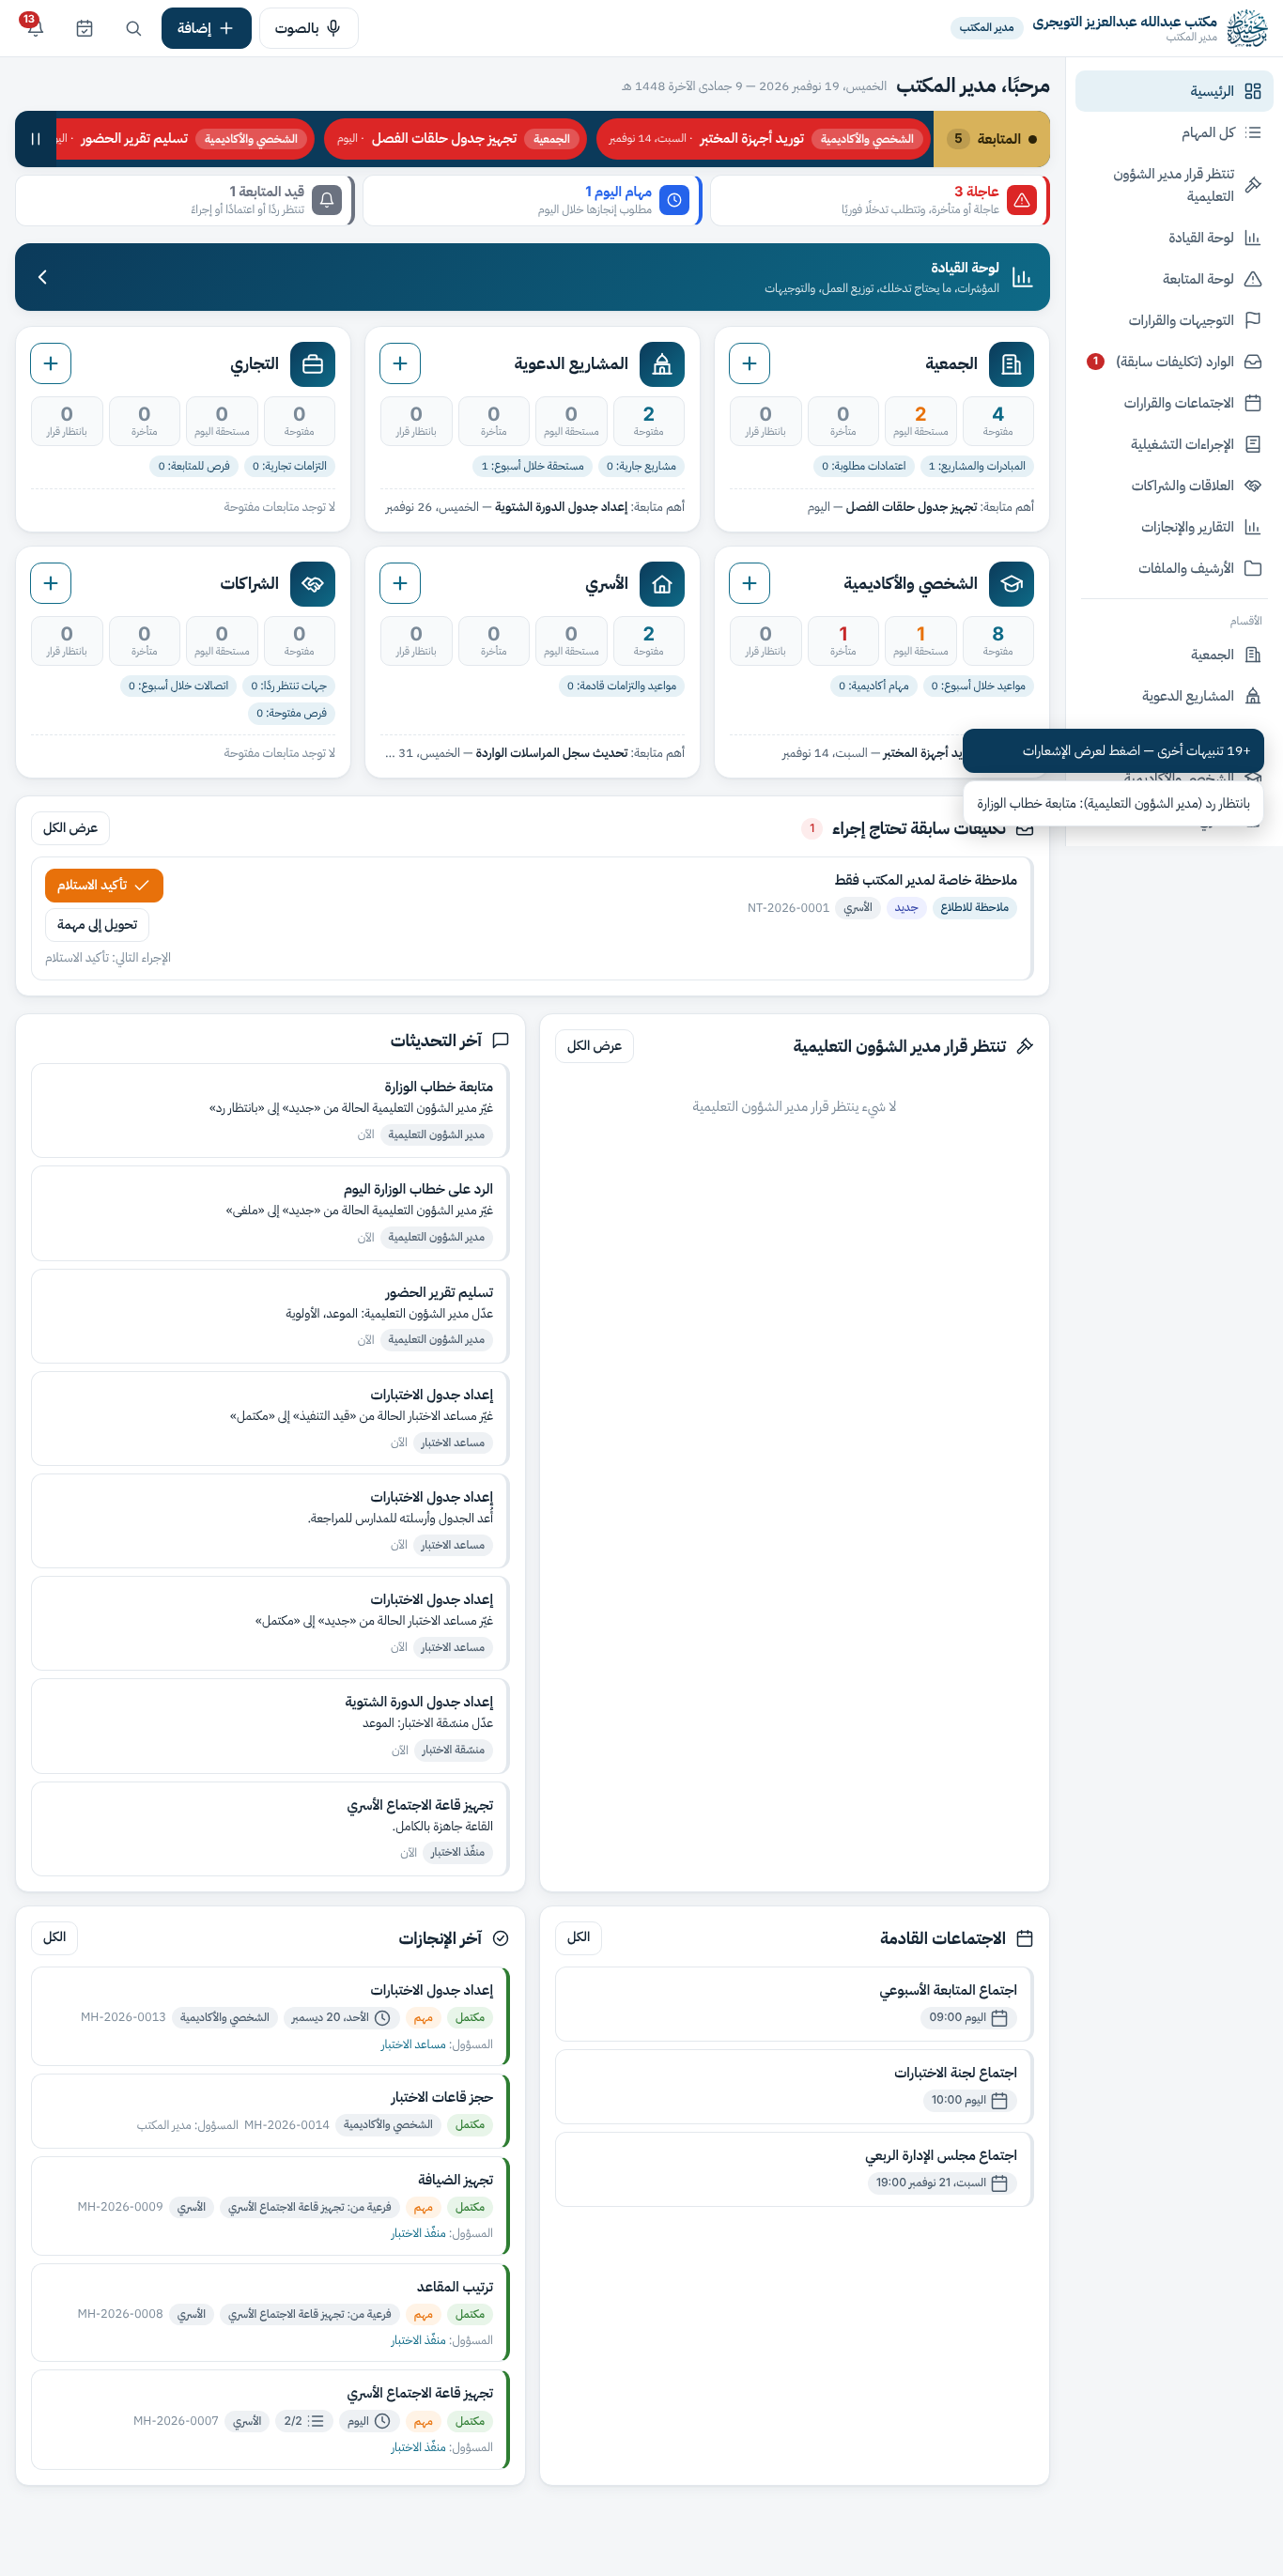 مكتب عبدالله عبدالعزيز التويجري
مدير المكتب
مدير المكتب
بالصوت
إضافة
13
الرئيسية
كل المهام
تنتظر قرار مدير الشؤون التعليمية
لوحة القيادة
لوحة المتابعة
التوجيهات والقرارات
الوارد (تكليفات سابقة) 1
الاجتماعات والقرارات
الإجراءات التشغيلية
العلاقات والشراكات
التقارير والإنجازات
الأرشيف والملفات
الأقسام
الجمعية
المشاريع الدعوية
الشخصي والأكاديمية
+19 تنبيهات أخرى — اضغط لعرض الإشعارات
بانتظار رد (مدير الشؤون التعليمية): متابعة خطاب الوزارة
مرحبًا، مدير المكتب
الخميس، 19 نوفمبر 2026 — 9 جمادى الآخرة 1448 هـ
المتابعة 5
الشخصي والأكاديمية توريد أجهزة المختبر · السبت، 14 نوفمبر
الجمعية تجهيز جدول حلقات الفصل · اليوم
الشخصي والأكاديمية تسليم تقرير الحضور
عاجلة 3
عاجلة أو متأخرة، وتتطلب تدخلًا فوريًا
مهام اليوم 1
مطلوب إنجازها خلال اليوم
قيد المتابعة 1
تنتظر ردًا أو اعتمادًا أو إجراءً
لوحة القيادة
المؤشرات، ما يحتاج تدخلك، توزيع العمل، والتوجيهات
الجمعية
4 مفتوحة
2 مستحقة اليوم
0 متأخرة
0 بانتظار قرار
المبادرات والمشاريع: 1
اعتمادات مطلوبة: 0
أهم متابعة: تجهيز جدول حلقات الفصل — اليوم
المشاريع الدعوية
2 مفتوحة
0 مستحقة اليوم
0 متأخرة
0 بانتظار قرار
مشاريع جارية: 0
مستحقة خلال أسبوع: 1
أهم متابعة: إعداد جدول الدورة الشتوية — الخميس، 26 نوفمبر
التجاري
0 مفتوحة
0 مستحقة اليوم
0 متأخرة
0 بانتظار قرار
التزامات تجارية: 0
فرص للمتابعة: 0
لا توجد متابعات مفتوحة
الشخصي والأكاديمية
8 مفتوحة
1 مستحقة اليوم
1 متأخرة
0 بانتظار قرار
مواعيد خلال أسبوع: 0
مهام أكاديمية: 0
أجهزة المختبر — السبت، 14 نوفمبر
الأسري
2 مفتوحة
0 مستحقة اليوم
0 متأخرة
0 بانتظار قرار
مواعيد والتزامات قادمة: 0
أهم متابعة: تحديث سجل المراسلات الواردة — الخميس، 31 ...
الشراكات
0 مفتوحة
0 مستحقة اليوم
0 متأخرة
0 بانتظار قرار
جهات تنتظر ردًا: 0
اتصالات خلال أسبوع: 0
فرص مفتوحة: 0
لا توجد متابعات مفتوحة
تكليفات سابقة تحتاج إجراء 1
عرض الكل
ملاحظة خاصة لمدير المكتب فقط
ملاحظة للاطلاع جديد الأسري NT-2026-0001
تأكيد الاستلام
تحويل إلى مهمة
الإجراء التالي: تأكيد الاستلام
تنتظر قرار مدير الشؤون التعليمية
عرض الكل
لا شيء ينتظر قرار مدير الشؤون التعليمية
آخر التحديثات
متابعة خطاب الوزارة
غيّر مدير الشؤون التعليمية الحالة من «جديد» إلى «بانتظار رد»
مدير الشؤون التعليمية الآن
الرد على خطاب الوزارة اليوم
غيّر مدير الشؤون التعليمية الحالة من «جديد» إلى «ملغى»
مدير الشؤون التعليمية الآن
تسليم تقرير الحضور
عدّل مدير الشؤون التعليمية: الموعد، الأولوية
مدير الشؤون التعليمية الآن
إعداد جدول الاختبارات
غيّر مساعد الاختبار الحالة من «قيد التنفيذ» إلى «مكتمل»
مساعد الاختبار الآن
إعداد جدول الاختبارات
أُعد الجدول وأرسلته للمدارس للمراجعة.
مساعد الاختبار الآن
إعداد جدول الاختبارات
غيّر مساعد الاختبار الحالة من «جديد» إلى «مكتمل»
مساعد الاختبار الآن
إعداد جدول الدورة الشتوية
عدّل منسّقة الاختبار: الموعد
منسّقة الاختبار الآن
تجهيز قاعة الاجتماع الأسري
القاعة جاهزة بالكامل.
منفّذ الاختبار الآن
الاجتماعات القادمة
الكل
اجتماع المتابعة الأسبوعي
اليوم 09:00
اجتماع لجنة الاختبارات
اليوم 10:00
اجتماع مجلس الإدارة الربعي
السبت، 21 نوفمبر 19:00
آخر الإنجازات
الكل
إعداد جدول الاختبارات
مكتمل مهم الأحد، 20 ديسمبر الشخصي والأكاديمية MH-2026-0013
المسؤول: مساعد الاختبار
حجز قاعات الاختبار
مكتمل الشخصي والأكاديمية MH-2026-0014 المسؤول: مدير المكتب
تجهيز الضيافة
مكتمل مهم فرعية من: تجهيز قاعة الاجتماع الأسري الأسري MH-2026-0009
المسؤول: منفّذ الاختبار
ترتيب المقاعد
مكتمل مهم فرعية من: تجهيز قاعة الاجتماع الأسري الأسري MH-2026-0008
المسؤول: منفّذ الاختبار
تجهيز قاعة الاجتماع الأسري
مكتمل مهم اليوم 2/2 الأسري MH-2026-0007
المسؤول: منفّذ الاختبار